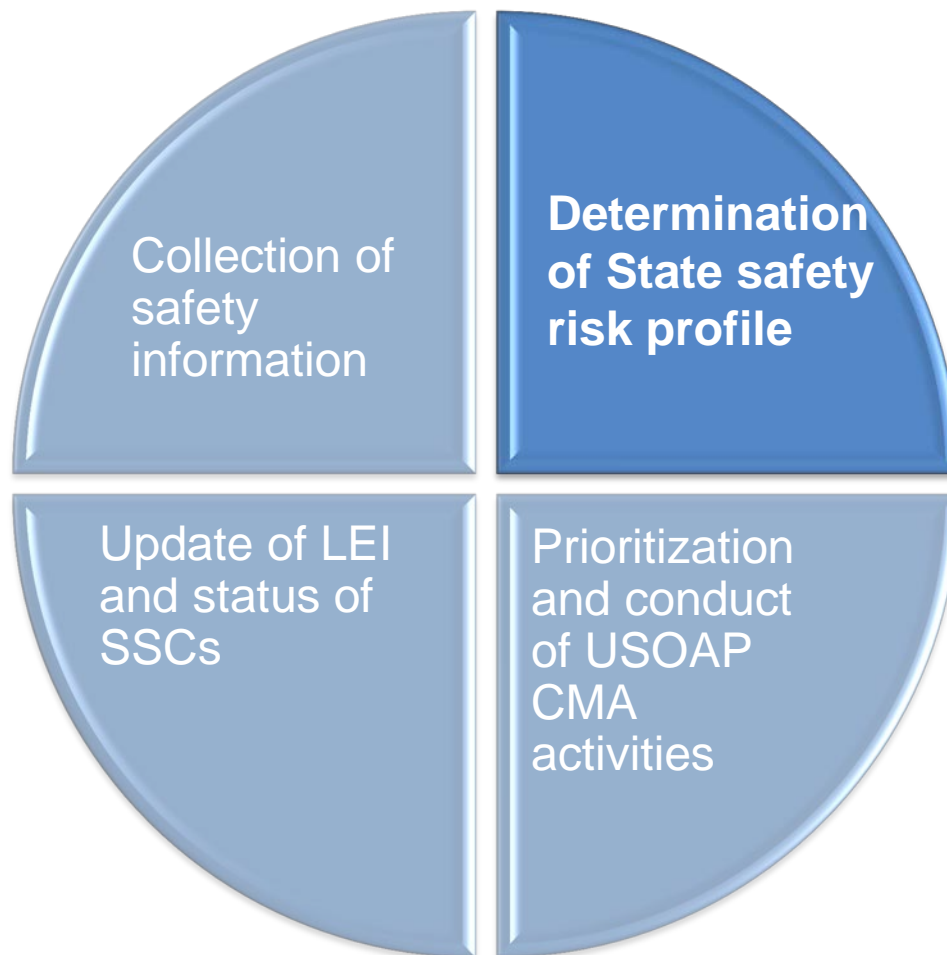 Collection of
safety
information
Determination
of State safety
risk profile
Update of LEI
and status of
SSCs
Prioritization
and conduct
of USOAP
CMA
activities